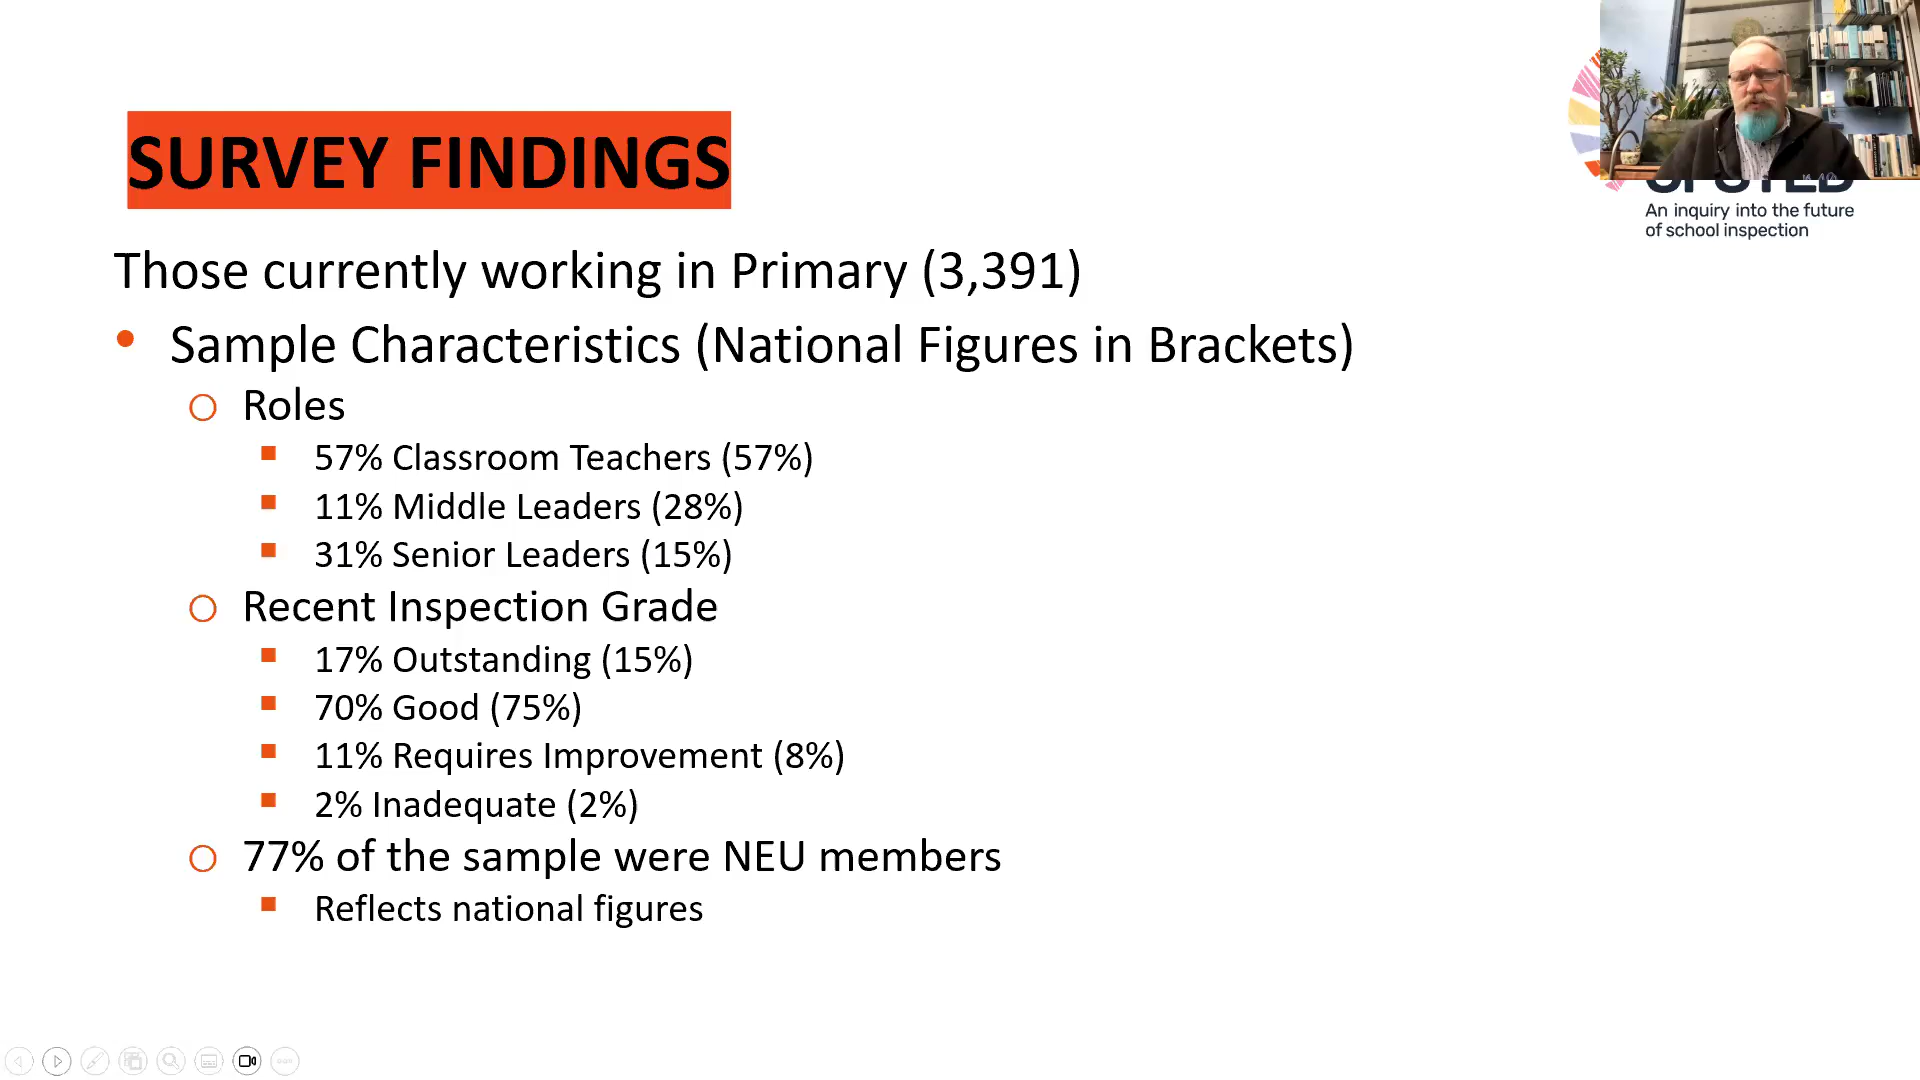 SURVEY FINDINGS
An inquiry into the future
of school inspection
Those currently working in Primary (3,391)
• Sample Characteristics (National Figures in Brackets)
○ Roles
▪ 57% Classroom Teachers (57%)
▪ 11% Middle Leaders (28%)
▪ 31% Senior Leaders (15%)
○ Recent Inspection Grade
▪ 17% Outstanding (15%)
▪ 70% Good (75%)
▪ 11% Requires Improvement (8%)
▪ 2% Inadequate (2%)
○ 77% of the sample were NEU members
▪ Reflects national figures